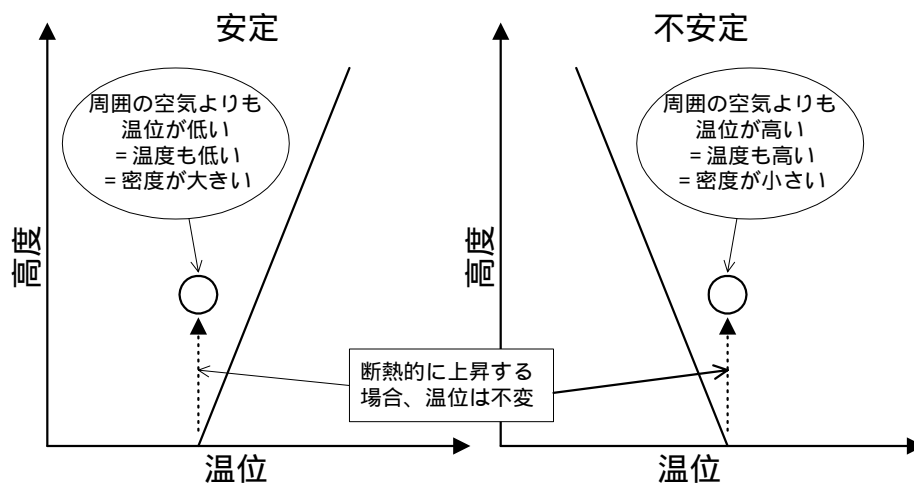 安定
周囲の空気よりも
温位が低い
=温度も低い
=密度が大きい
高度
温位
不安定
周囲の空気よりも
温位が高い
=温度も高い
=密度が小さい
高度
温位
断熱的に上昇する
場合、温位は不変